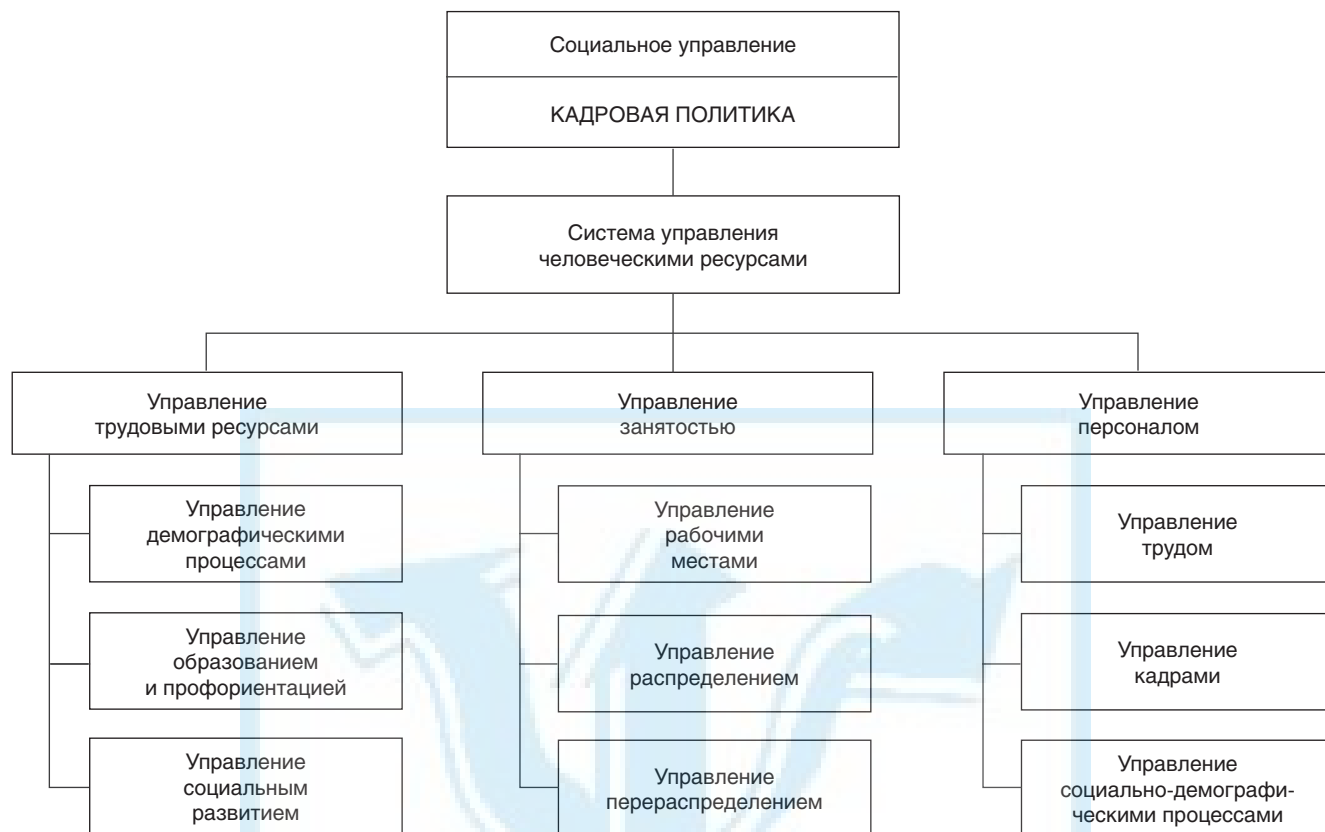 Социальное управление
КАДРОВАЯ ПОЛИТИКА
Система управления
человеческими ресурсами
Управление
трудовыми ресурсами
Управление
занятостью
Управление
персоналом
Управление
демографическими
процессами
Управление
рабочими
местами
Управление
трудом
Управление
образованием
и профориентацией
Управление
распределением
Управление
кадрами
Управление
социальным
развитием
Управление
перераспределением
Управление
социально-демографи-
ческими процессами